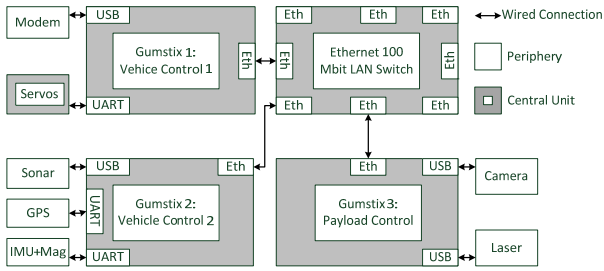 Modem
USB
Gumstix 1:
Vehice Control 1
Eth
Servos
UART
Eth
Eth
Eth
Eth
Ethernet 100
Mbit LAN Switch
Eth
Eth
Eth
Eth
Wired Connection
Periphery
Central Unit
Sonar
USB
Eth
GPS
UART
Gumstix 2:
Vehicle Control 2
IMU+Mag
UART
Eth
USB
Camera
Gumstix 3:
Payload Control
USB
Laser